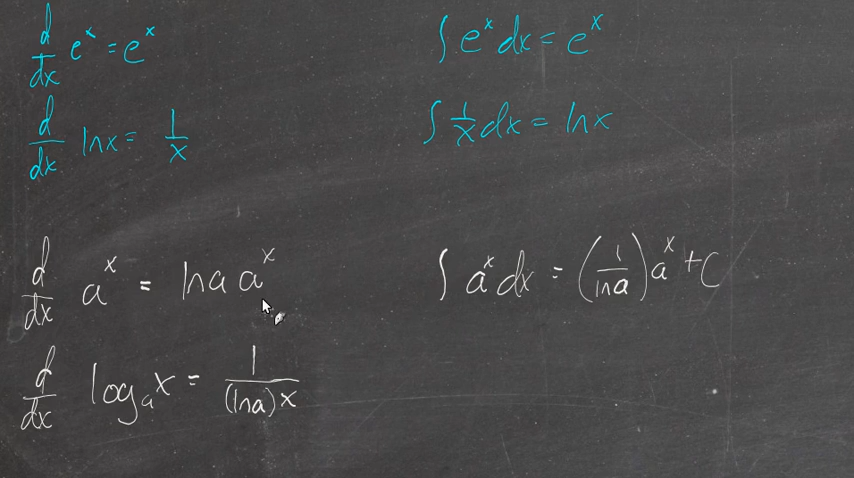 d/dx e^x = e^x
∫ e^x dx = e^x
d/dx ln x = 1/x
∫ 1/x dx = ln x
d/dx a^x = ln a a^x
∫ a^x dx = (1/ln a) a^x + C
d/dx log_a x = 1/((ln a) x)